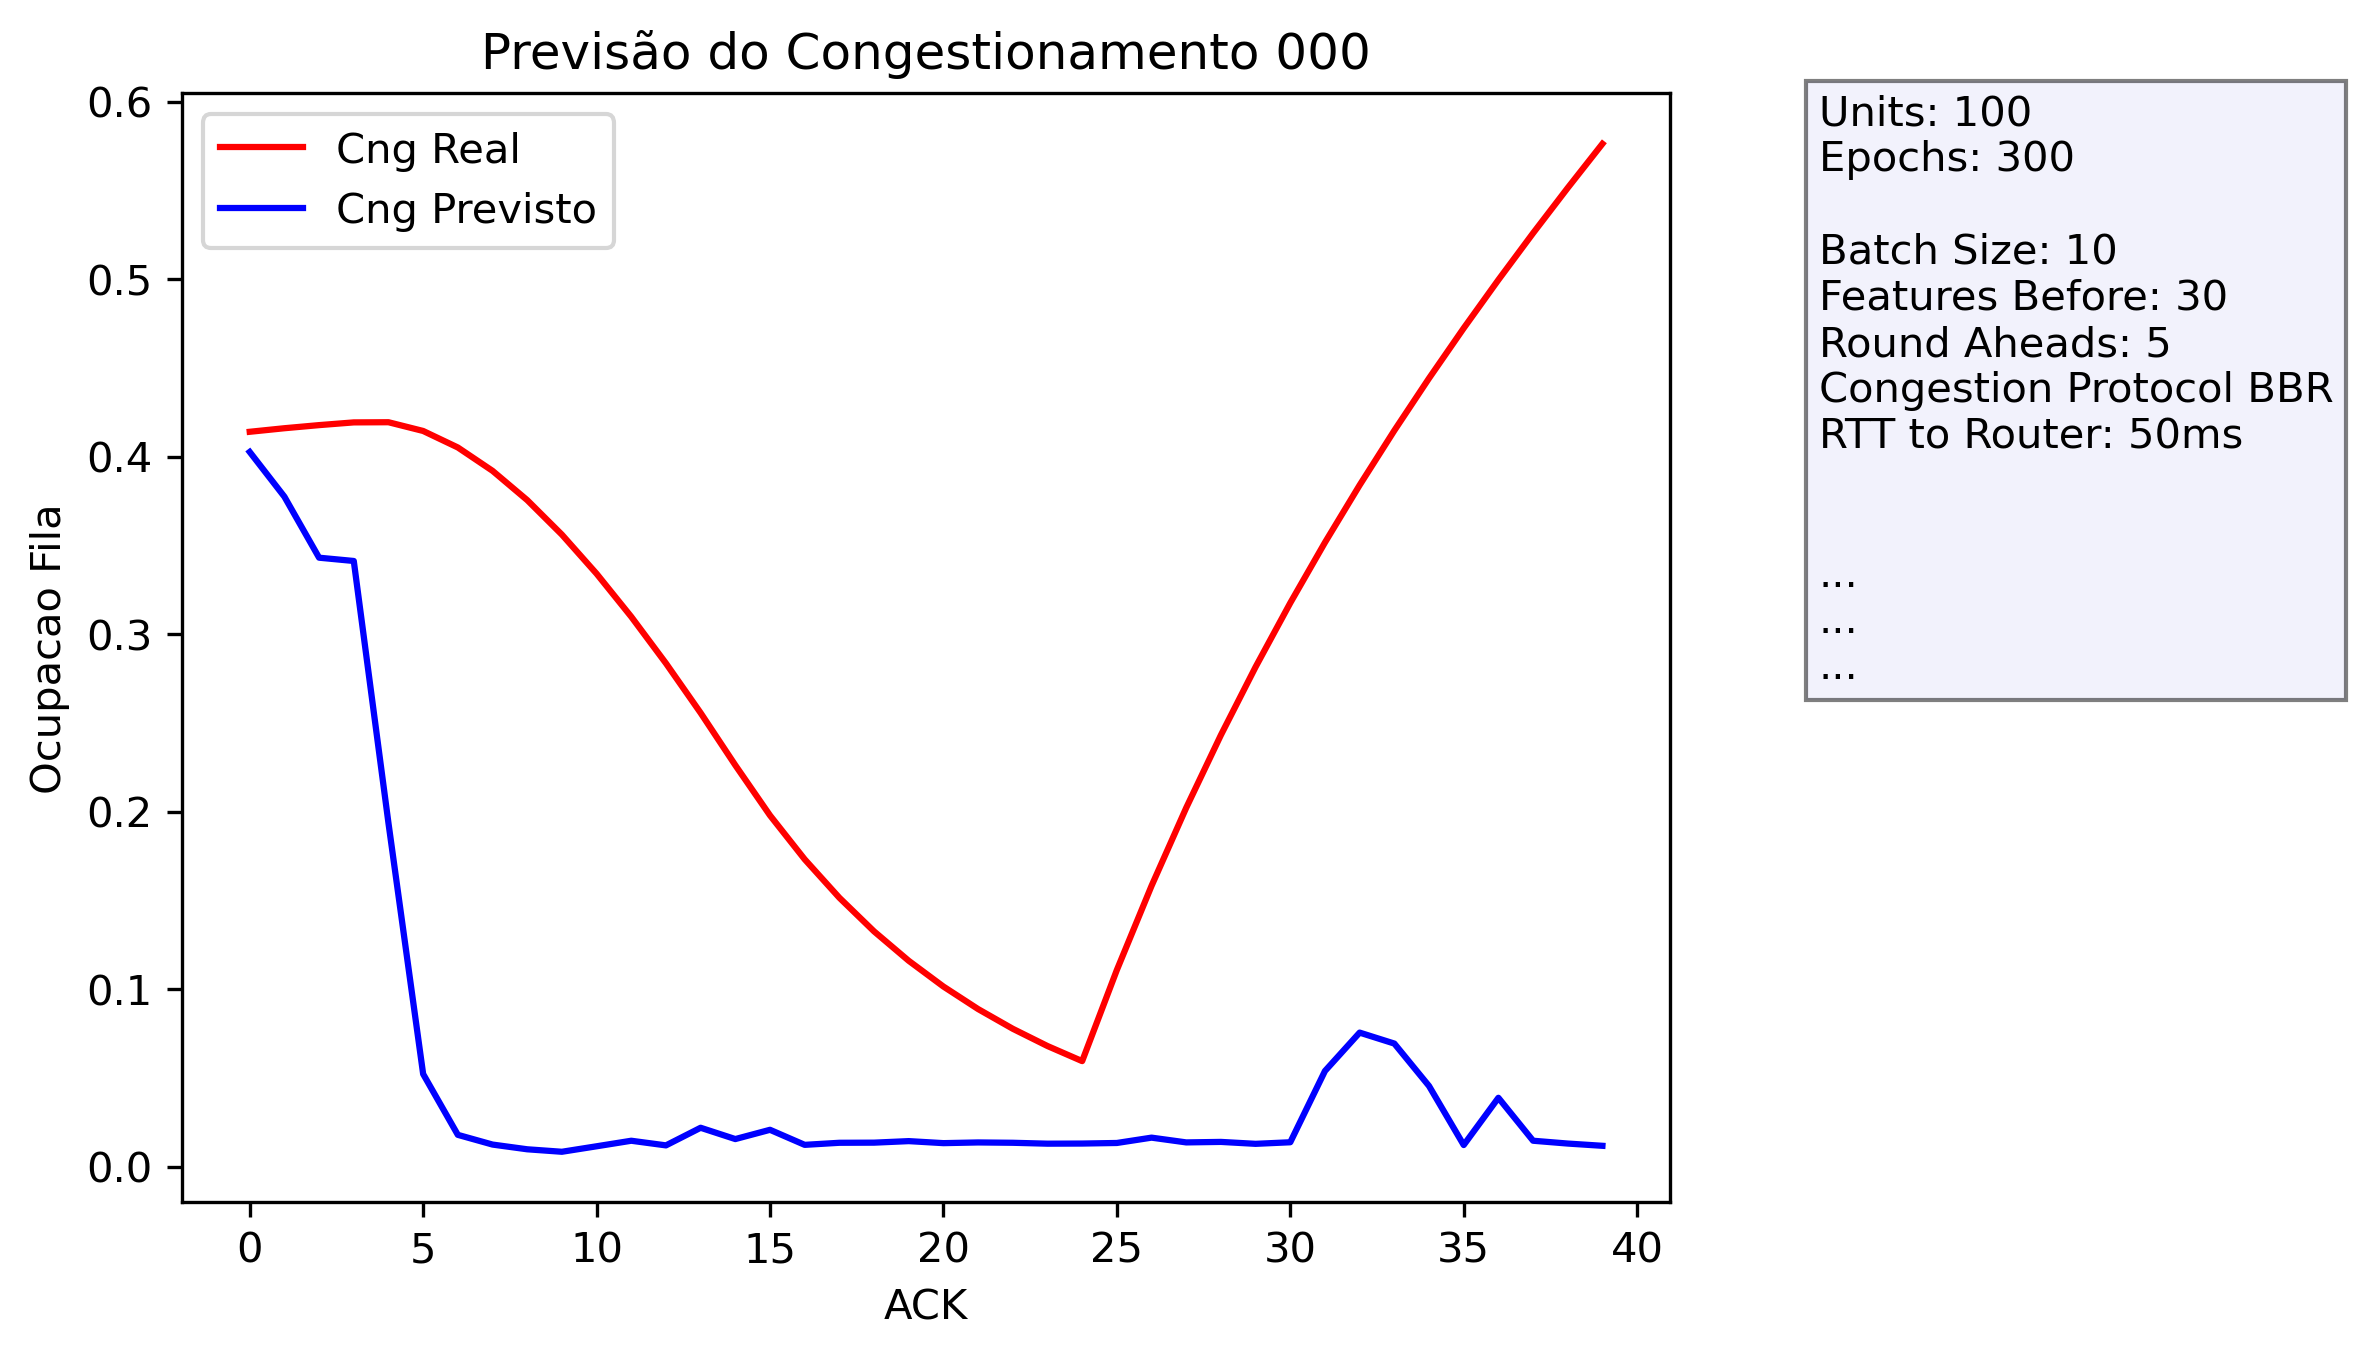 Previsão do Congestionamento 000
Cng Real
Cng Previsto
Ocupacao Fila
0.6
0.5
0.4
0.3
0.2
0.1
0.0
0 5 10 15 20 25 30 35 40
ACK
Units: 100
Epochs: 300
Batch Size: 10
Features Before: 30
Round Aheads: 5
Congestion Protocol BBR
RTT to Router: 50ms
...
...
...